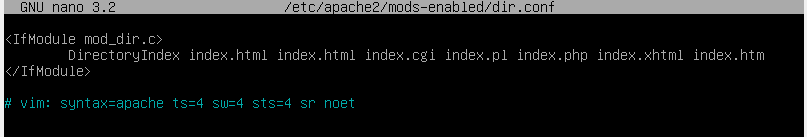 GNU nano 3.2 /etc/apache2/mods-enabled/dir.conf
<IfModule mod_dir.c>
DirectoryIndex index.html index.html index.cgi index.pl index.php index.xhtml index.htm
</IfModule>
# vim: syntax=apache ts=4 sw=4 sts=4 sr noet